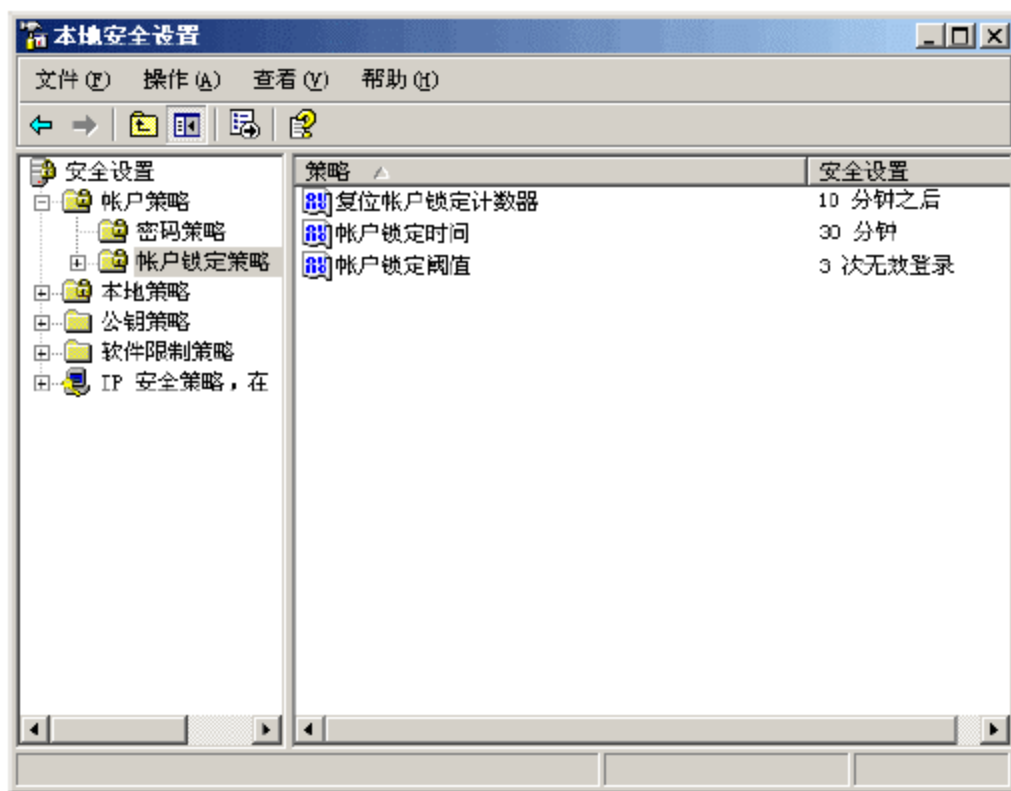 本地安全设置
文件(F) 操作(A) 查看(V) 帮助(H)
安全设置
帐户策略
密码策略
帐户锁定策略
本地策略
公钥策略
软件限制策略
IP 安全策略，在
策略 安全设置
复位帐户锁定计数器 10 分钟之后
帐户锁定时间 30 分钟
帐户锁定阈值 3 次无效登录